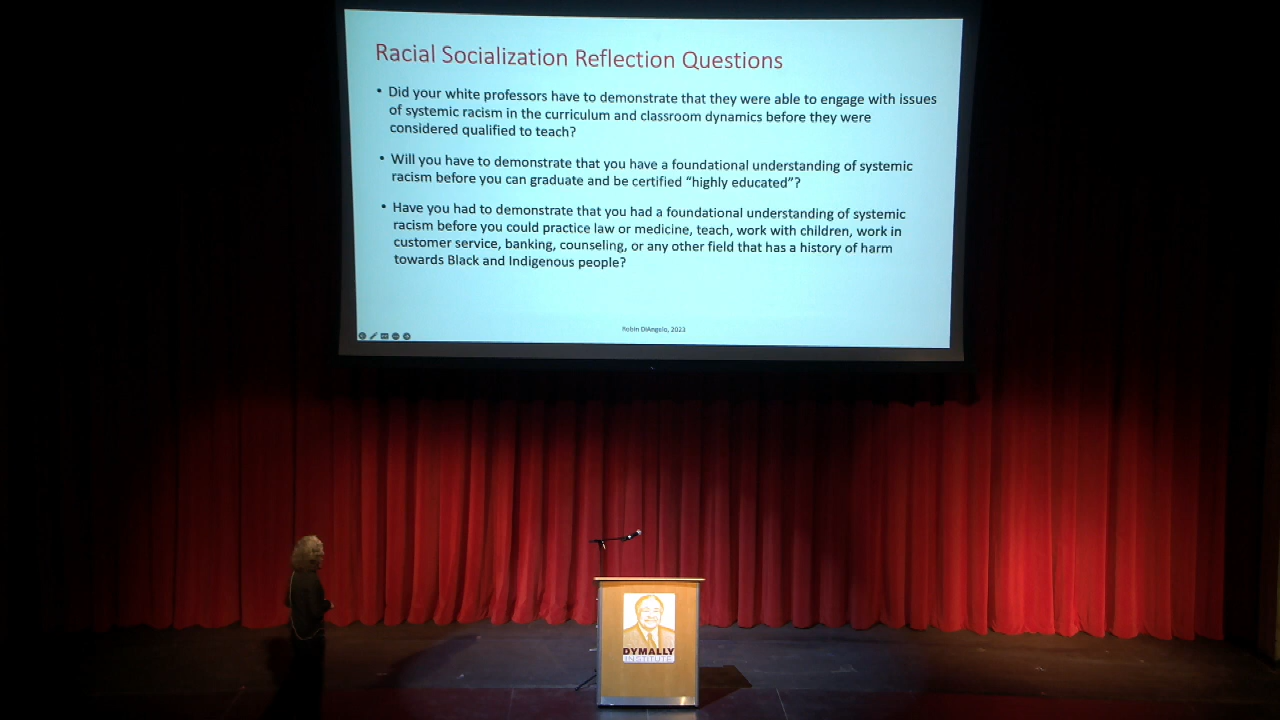 Racial Socialization Reflection Questions
• Did your white professors have to demonstrate that they were able to engage with issues
of systemic racism in the curriculum and classroom dynamics before they were
considered qualified to teach?
• Will you have to demonstrate that you have a foundational understanding of systemic
racism before you can graduate and be certified “highly educated”?
• Have you had to demonstrate that you had a foundational understanding of systemic
racism before you could practice law or medicine, teach, work with children, work in
customer service, banking, counseling, or any other field that has a history of harm
towards Black and Indigenous people?
Robin DiAngelo, 2023
DYMALLY
INSTITUTE